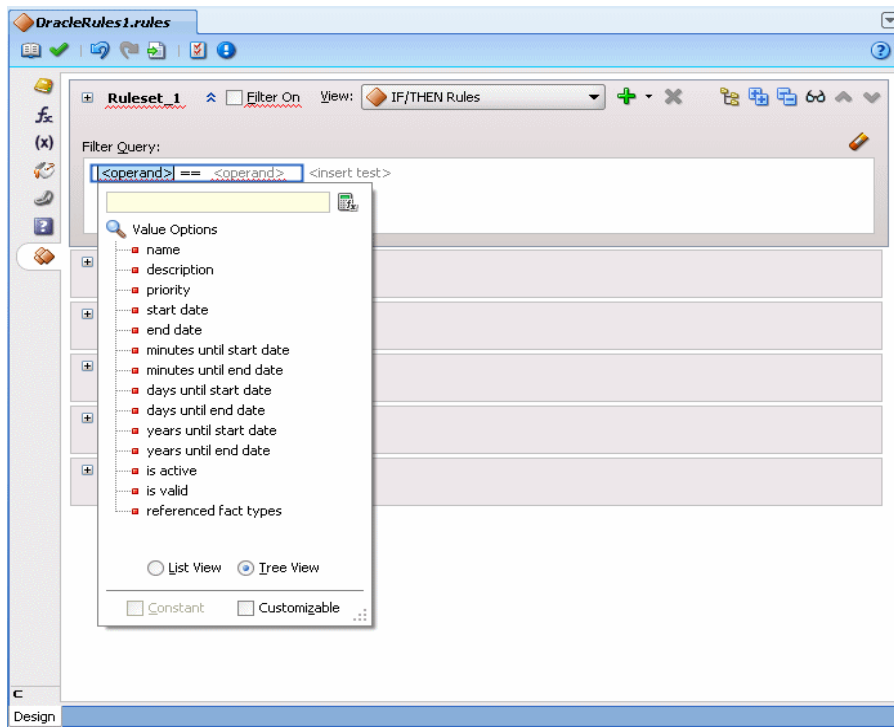 OracleRules1.rules
Ruleset_1 Filter On View: IF/THEN Rules
fx
(x)
Filter Query:
<operand> == <operand> <insert test>
Value Options
name
description
priority
start date
end date
minutes until start date
minutes until end date
days until start date
days until end date
years until start date
years until end date
is active
is valid
referenced fact types
List View Tree View
Constant Customizable
Design